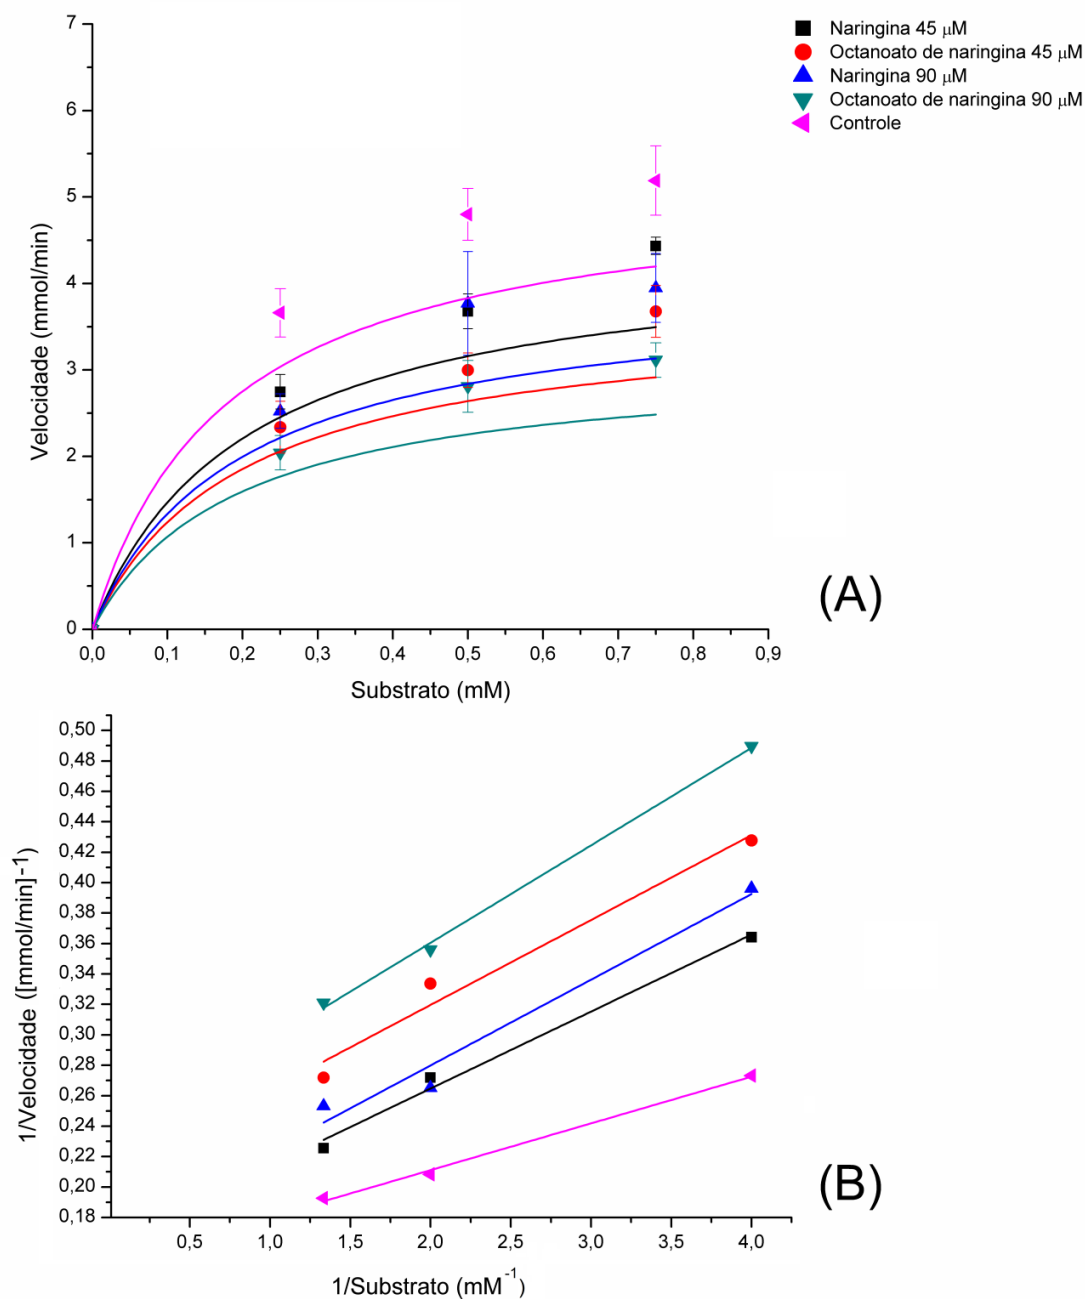 7
6
5
4
3
2
1
0
Velocidade (mmol/min)
0,0 0,1 0,2 0,3 0,4 0,5 0,6 0,7 0,8 0,9
Substrato (mM)
Naringina 45 μM
Octanoato de naringina 45 μM
Naringina 90 μM
Octanoato de naringina 90 μM
Controle
(A)
0,50
0,48
0,46
0,44
0,42
0,40
0,38
0,36
0,34
0,32
0,30
0,28
0,26
0,24
0,22
0,20
0,18
1/Velocidade ([mmol/min]-1
0,5 1,0 1,5 2,0 2,5 3,0 3,5 4,0
1/Substrato (mM-1)
(B)